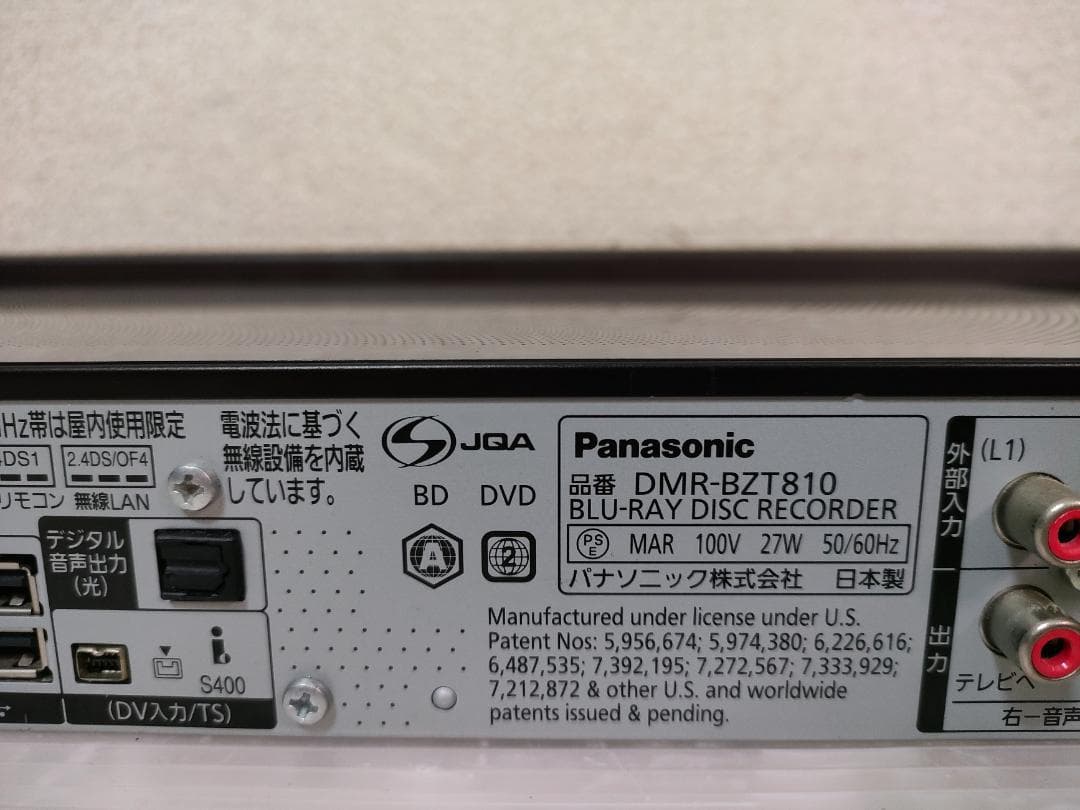 Hz帯は屋内使用限定
DS1
2.4DS/OF4
リモコン 無線LAN
電波法に基づく
無線設備を内蔵
しています。
JQA
BD DVD
A
2
Panasonic
品番 DMR-BZT810
BLU-RAY DISC RECORDER
PSE MAR 100V 27W 50/60Hz
パナソニック株式会社 日本製
デジタル
音声出力
(光)
i
S400
(DV入力/TS)
Manufactured under license under U.S.
Patent Nos: 5,956,674; 5,974,380; 6,226,616;
6,487,535; 7,392,195; 7,272,567; 7,333,929;
7,212,872 & other U.S. and worldwide
patents issued & pending.
外部入力
(L1)
出力
テレビへ
右ー音声